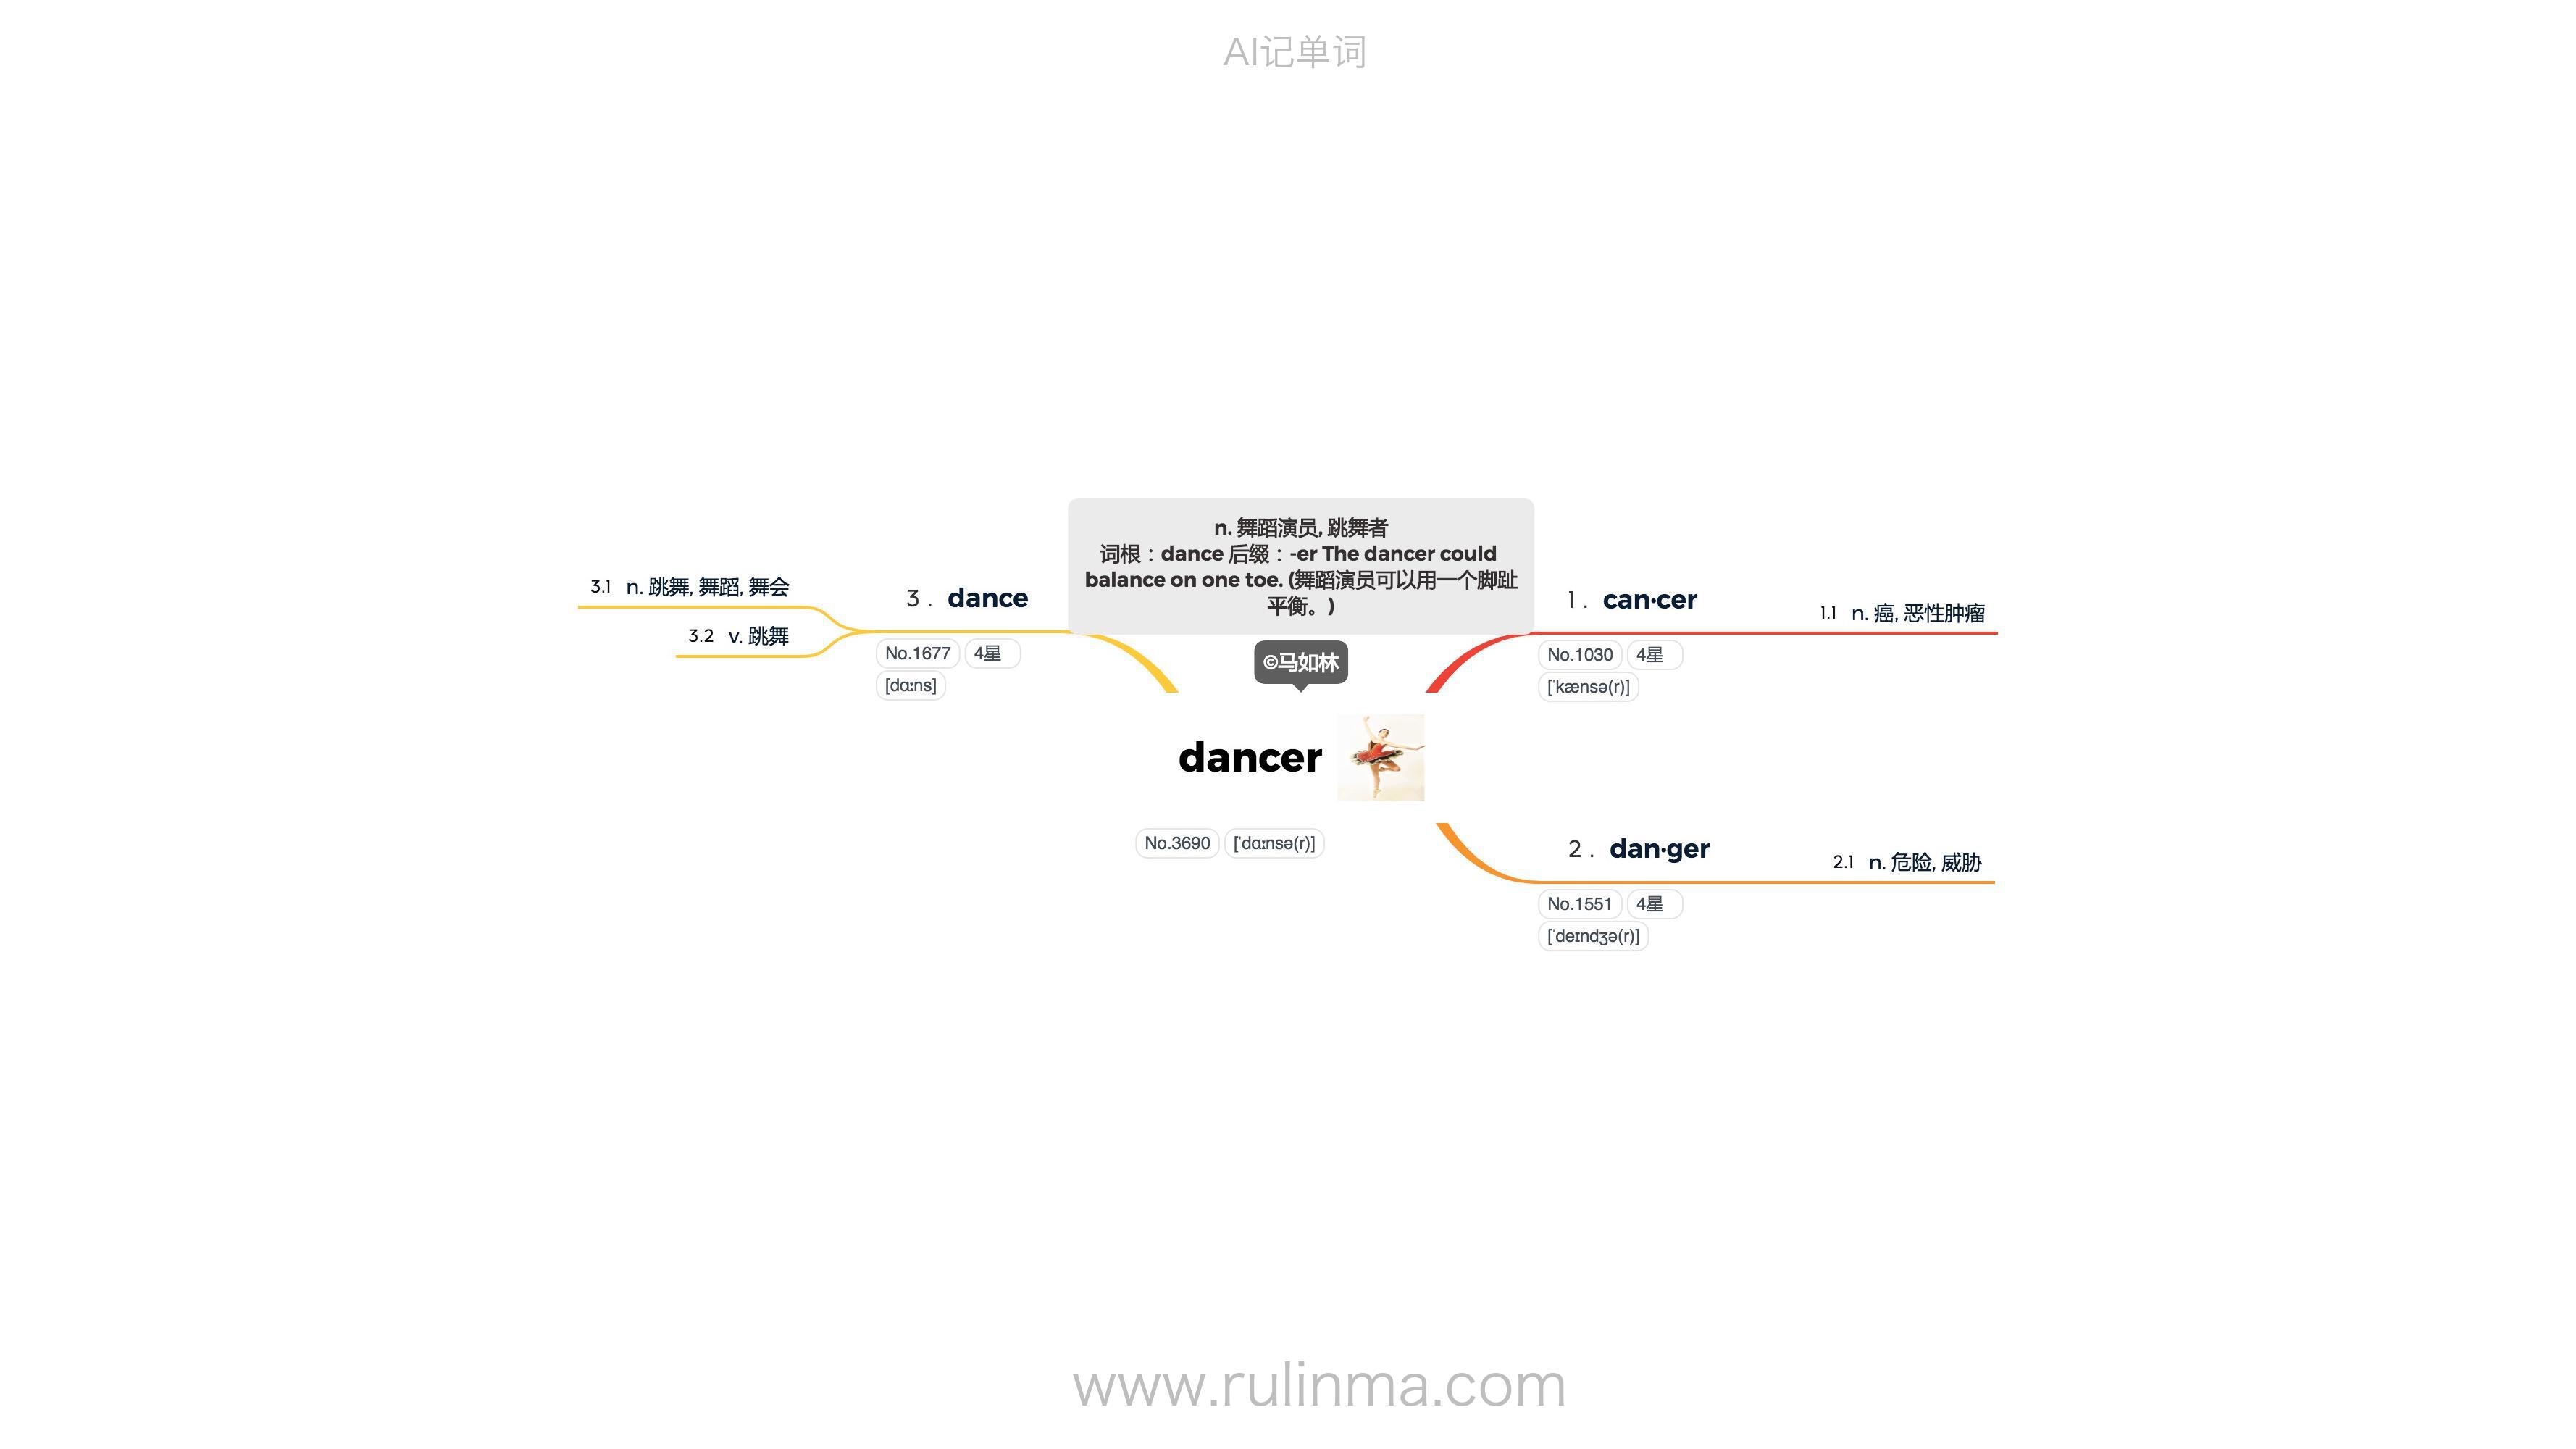 AI记单词
n. 舞蹈演员, 跳舞者
词根：dance 后缀：-er The dancer could
balance on one toe. (舞蹈演员可以用一个脚趾
平衡。)
©马如林
dancer
No.3690 [ˈdɑːnsə(r)]
1. can·cer
No.1030 4星
[ˈkænsə(r)]
1.1 n. 癌, 恶性肿瘤
2. dan·ger
No.1551 4星
[ˈdeɪndʒə(r)]
2.1 n. 危险, 威胁
3. dance
No.1677 4星
[dɑːns]
3.1 n. 跳舞, 舞蹈, 舞会
3.2 v. 跳舞
www.rulinma.com